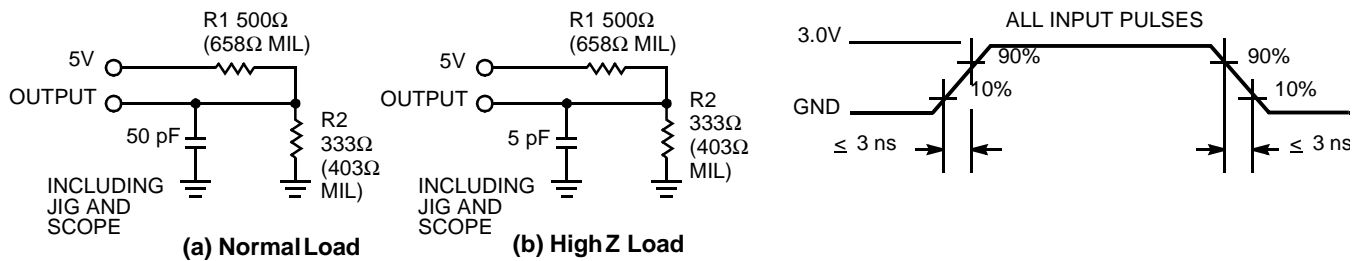 R1 500Ω
(658Ω MIL)
5V
OUTPUT
50 pF
R2
333Ω
(403Ω
MIL)
INCLUDING
JIG AND
SCOPE
(a) Normal Load
R1 500Ω
(658Ω MIL)
5V
OUTPUT
5 pF
R2
333Ω
(403Ω
MIL)
INCLUDING
JIG AND
SCOPE
(b) High Z Load
ALL INPUT PULSES
3.0V
90%
90%
10%
10%
GND
≤ 3 ns
≤ 3 ns